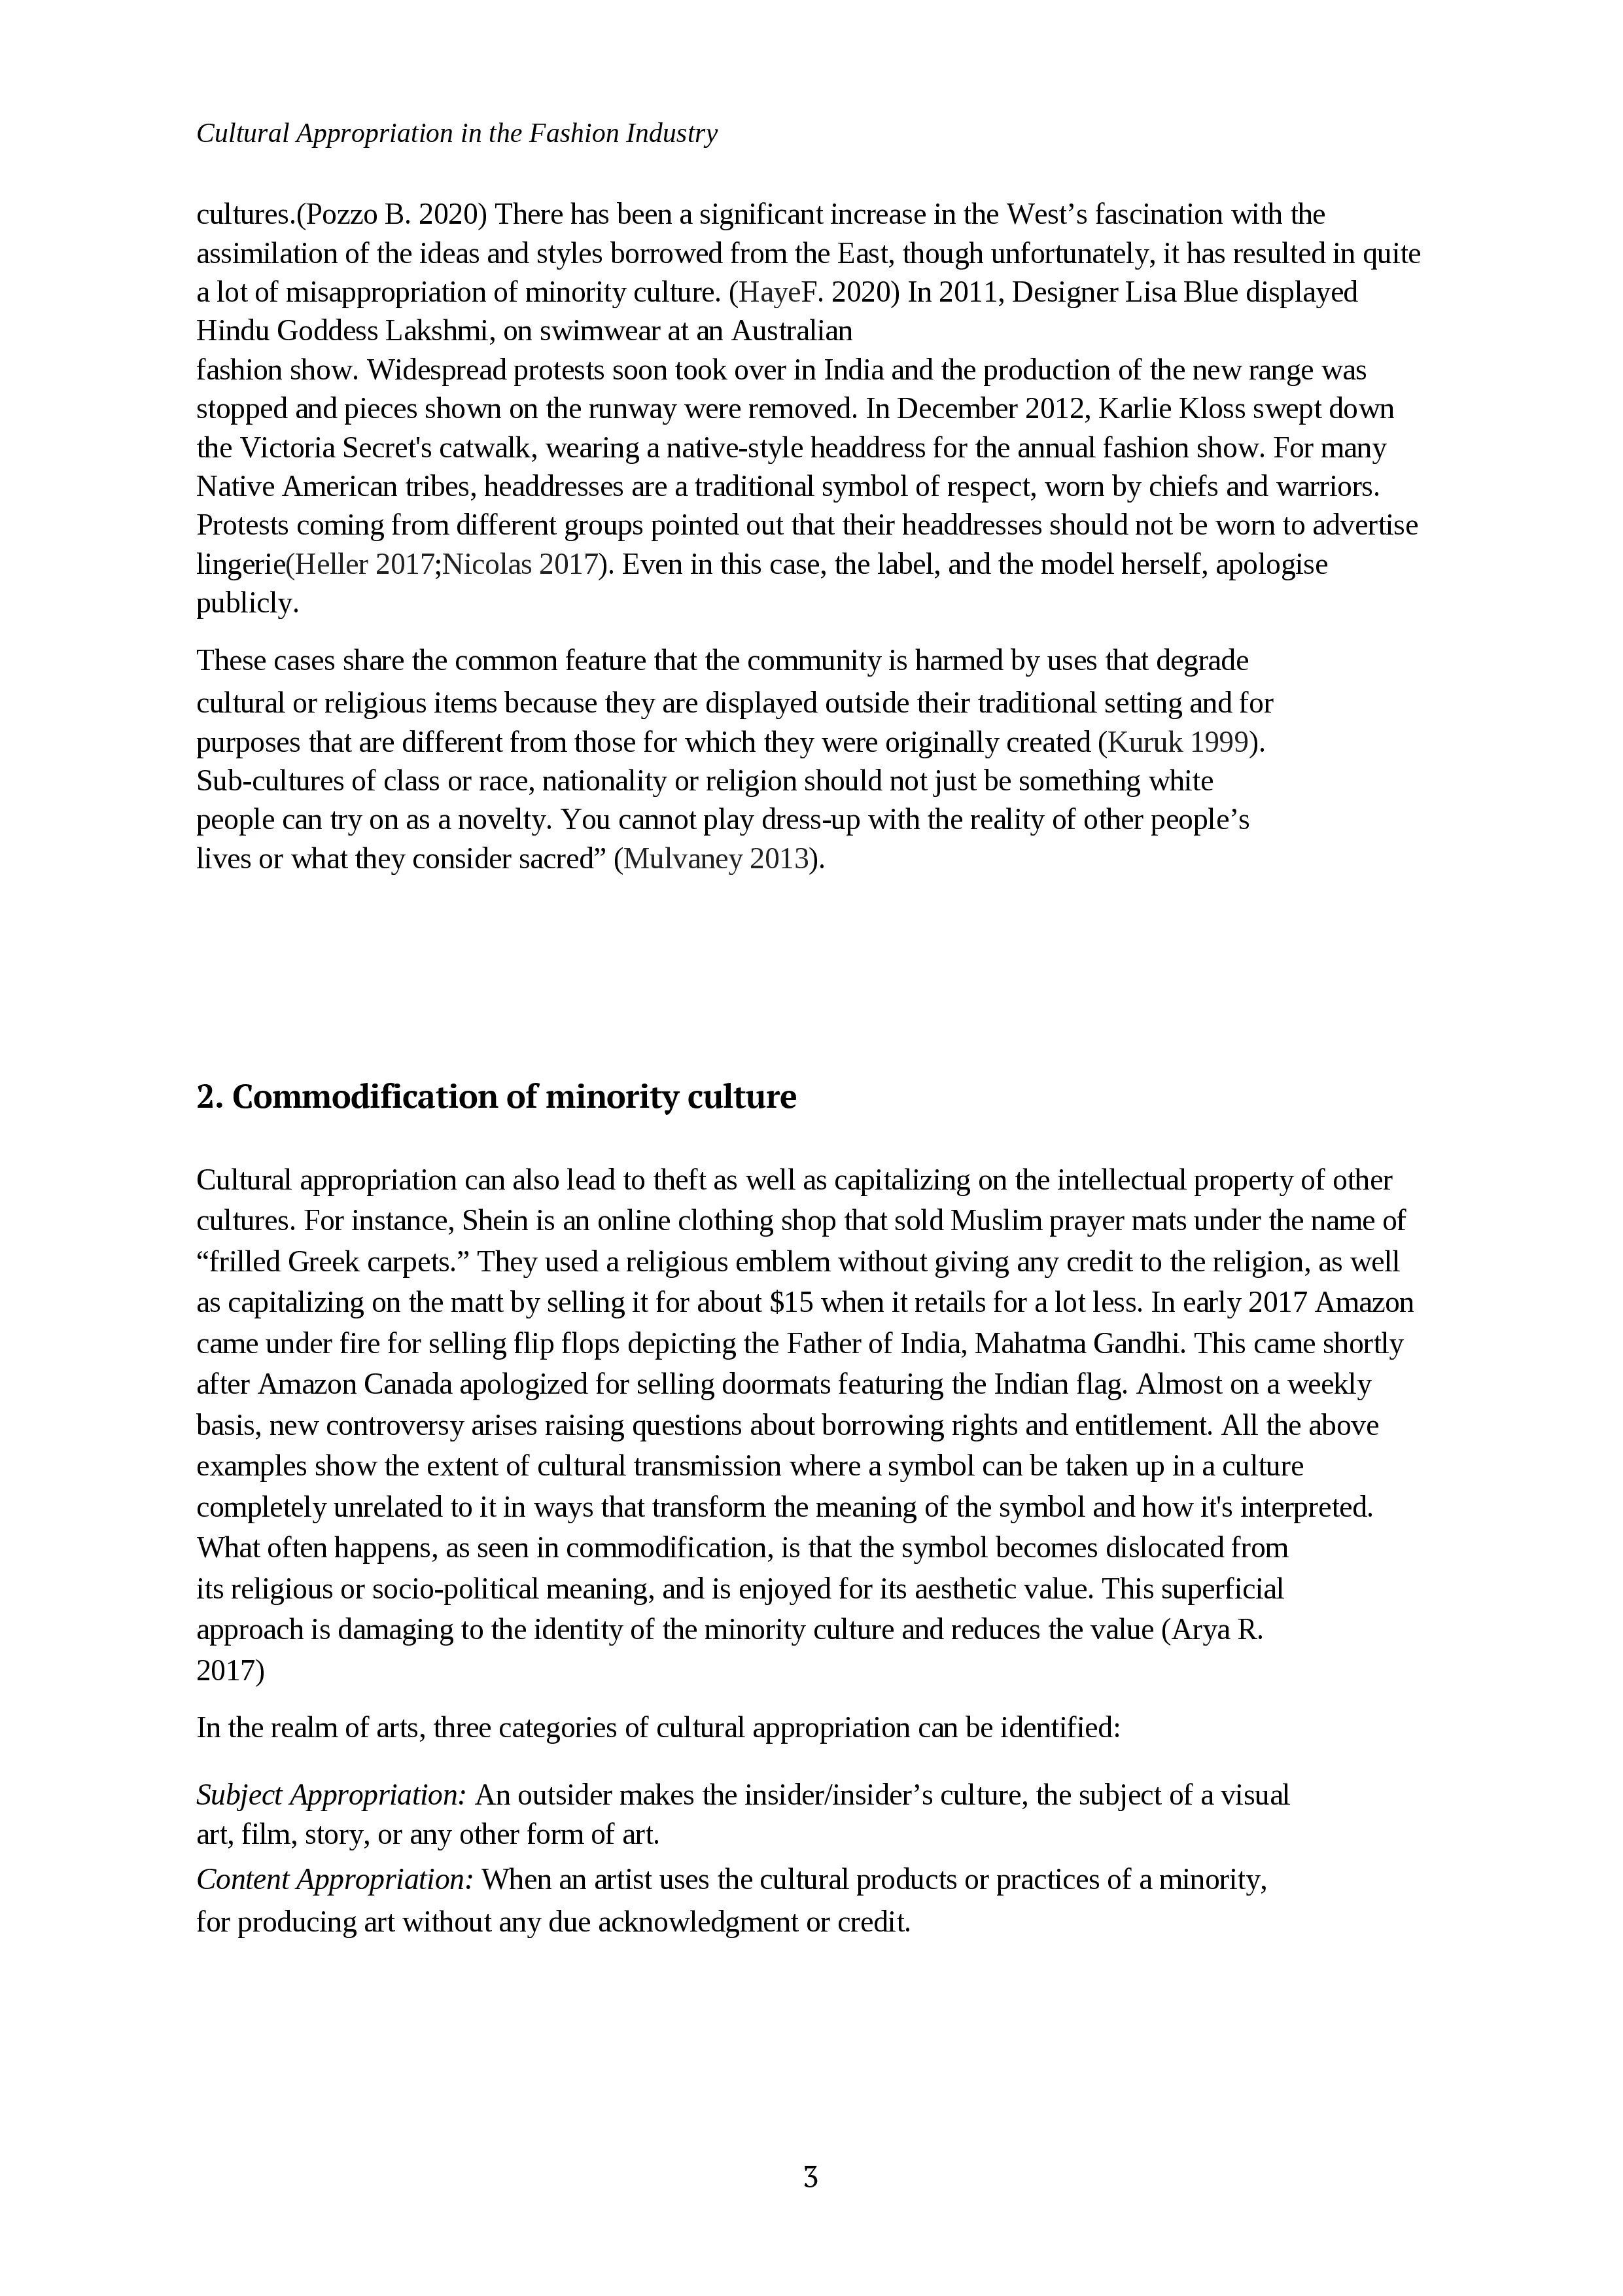 Cultural Appropriation in the Fashion Industry
cultures.(Pozzo B. 2020) There has been a significant increase in the West’s fascination with the
assimilation of the ideas and styles borrowed from the East, though unfortunately, it has resulted in quite
a lot of misappropriation of minority culture. (HayeF. 2020) In 2011, Designer Lisa Blue displayed
Hindu Goddess Lakshmi, on swimwear at an Australian
fashion show. Widespread protests soon took over in India and the production of the new range was
stopped and pieces shown on the runway were removed. In December 2012, Karlie Kloss swept down
the Victoria Secret's catwalk, wearing a native-style headdress for the annual fashion show. For many
Native American tribes, headdresses are a traditional symbol of respect, worn by chiefs and warriors.
Protests coming from different groups pointed out that their headdresses should not be worn to advertise
lingerie(Heller 2017;Nicolas 2017). Even in this case, the label, and the model herself, apologise
publicly.
These cases share the common feature that the community is harmed by uses that degrade
cultural or religious items because they are displayed outside their traditional setting and for
purposes that are different from those for which they were originally created (Kuruk 1999).
Sub-cultures of class or race, nationality or religion should not just be something white
people can try on as a novelty. You cannot play dress-up with the reality of other people’s
lives or what they consider sacred” (Mulvaney 2013).
2. Commodification of minority culture
Cultural appropriation can also lead to theft as well as capitalizing on the intellectual property of other
cultures. For instance, Shein is an online clothing shop that sold Muslim prayer mats under the name of
“frilled Greek carpets.” They used a religious emblem without giving any credit to the religion, as well
as capitalizing on the matt by selling it for about $15 when it retails for a lot less. In early 2017 Amazon
came under fire for selling flip flops depicting the Father of India, Mahatma Gandhi. This came shortly
after Amazon Canada apologized for selling doormats featuring the Indian flag. Almost on a weekly
basis, new controversy arises raising questions about borrowing rights and entitlement. All the above
examples show the extent of cultural transmission where a symbol can be taken up in a culture
completely unrelated to it in ways that transform the meaning of the symbol and how it's interpreted.
What often happens, as seen in commodification, is that the symbol becomes dislocated from
its religious or socio-political meaning, and is enjoyed for its aesthetic value. This superficial
approach is damaging to the identity of the minority culture and reduces the value (Arya R.
2017)
In the realm of arts, three categories of cultural appropriation can be identified:
Subject Appropriation: An outsider makes the insider/insider’s culture, the subject of a visual
art, film, story, or any other form of art.
Content Appropriation: When an artist uses the cultural products or practices of a minority,
for producing art without any due acknowledgment or credit.
3